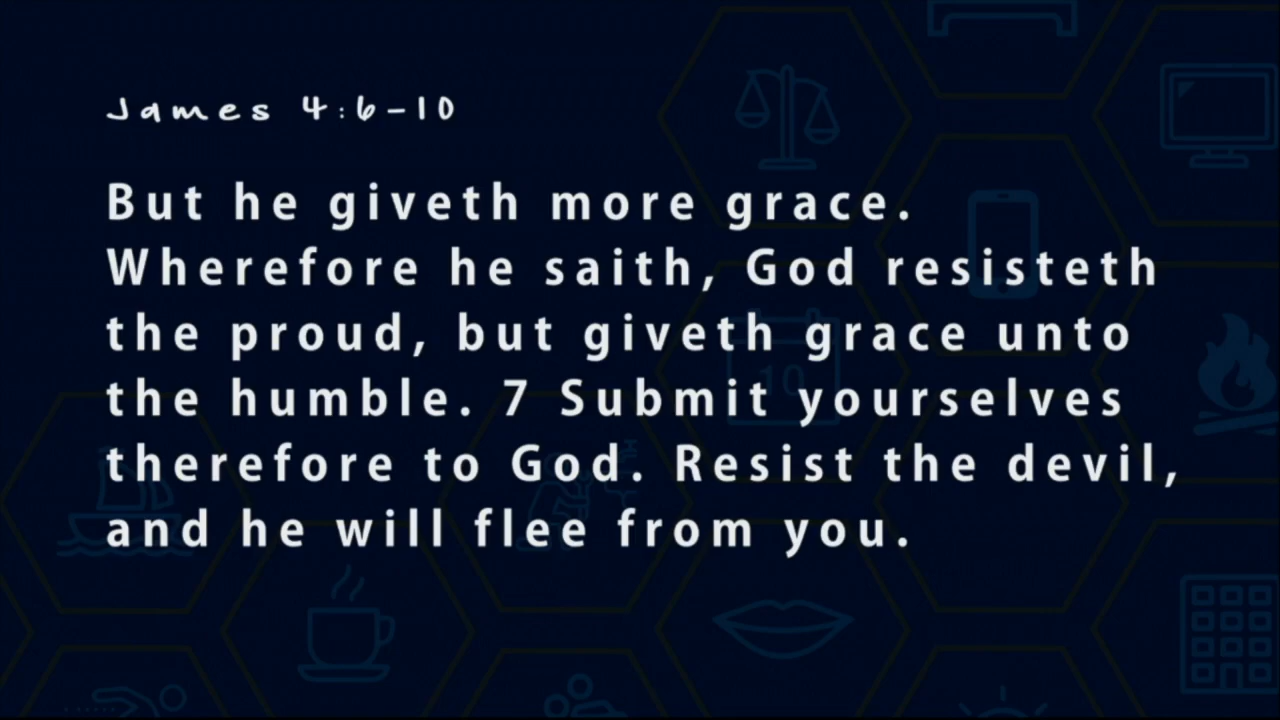 James 4:6-10
But he giveth more grace.
Wherefore he saith, God resisteth
the proud, but giveth grace unto
the humble. 7 Submit yourselves
therefore to God. Resist the devil,
and he will flee from you.
10